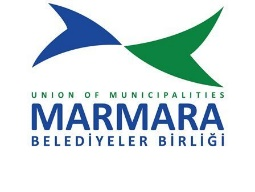 UNION OF MUNICIPALITIES
MARMARA
BELEDİYELER BİRLİĞİ